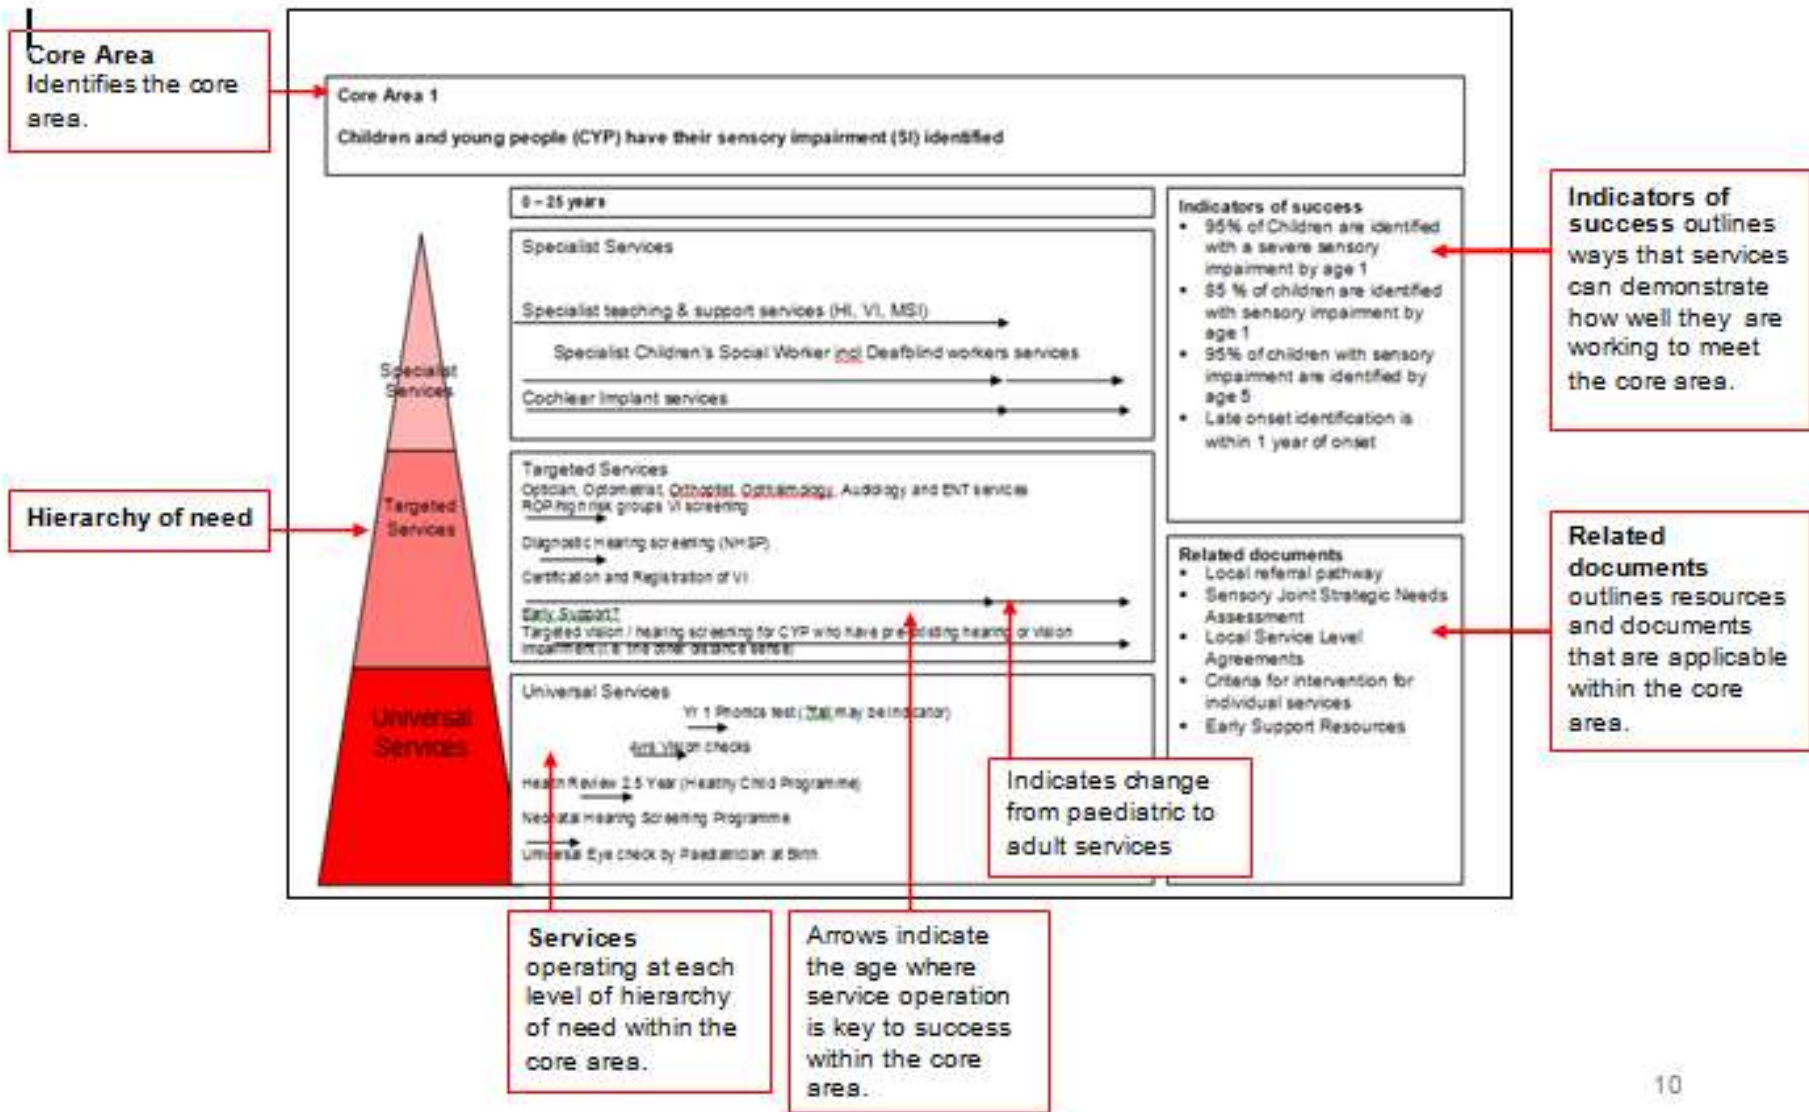 Core Area
Identifies the core
area.
Core Area 1
Children and young people (CYP) have their sensory impairment (SI) identified
0 – 25 years
Specialist Services
Specialist teaching & support services (HI, VI, MSI)
Specialist Children's Social Worker incl Deafblind workers services
Cochlear Implant services
Targeted Services
Optician, Optometrist, Orthoptist, Opthalmology, Audiology and ENT services
ROP/high risk groups VI screening
Diagnostic Hearing screening (NHSP)
Certification and Registration of VI
Early Support?
Targeted vision / hearing screening for CYP who have pre-existing hearing or vision
impairment (i.e. the other distance sense)
Universal Services
Yr 1 Phonics test ( may be indicator)
4yrs Vision checks
Health Review 2.5 Year (Healthy Child Programme)
Neonatal Hearing Screening Programme
Universal Eye check by Paediatrician at Birth
Specialist
Services
Targeted
Services
Universal
Services
Hierarchy of need
Indicators of success
• 95% of Children are identified
with a severe sensory
impairment by age 1
• 85 % of children are identified
with sensory impairment by
age 1
• 95% of children with sensory
impairment are identified by
age 5
• Late onset identification is
within 1 year of onset
Related documents
• Local referral pathway
• Sensory Joint Strategic Needs
Assessment
• Local Service Level
Agreements
• Criteria for intervention for
individual services
• Early Support Resources
Indicators of
success outlines
ways that services
can demonstrate
how well they are
working to meet
the core area.
Related
documents
outlines resources
and documents
that are applicable
within the core
area.
Indicates change
from paediatric to
adult services
Services
operating at each
level of hierarchy
of need within the
core area.
Arrows indicate
the age where
service operation
is key to success
within the core
area.
10